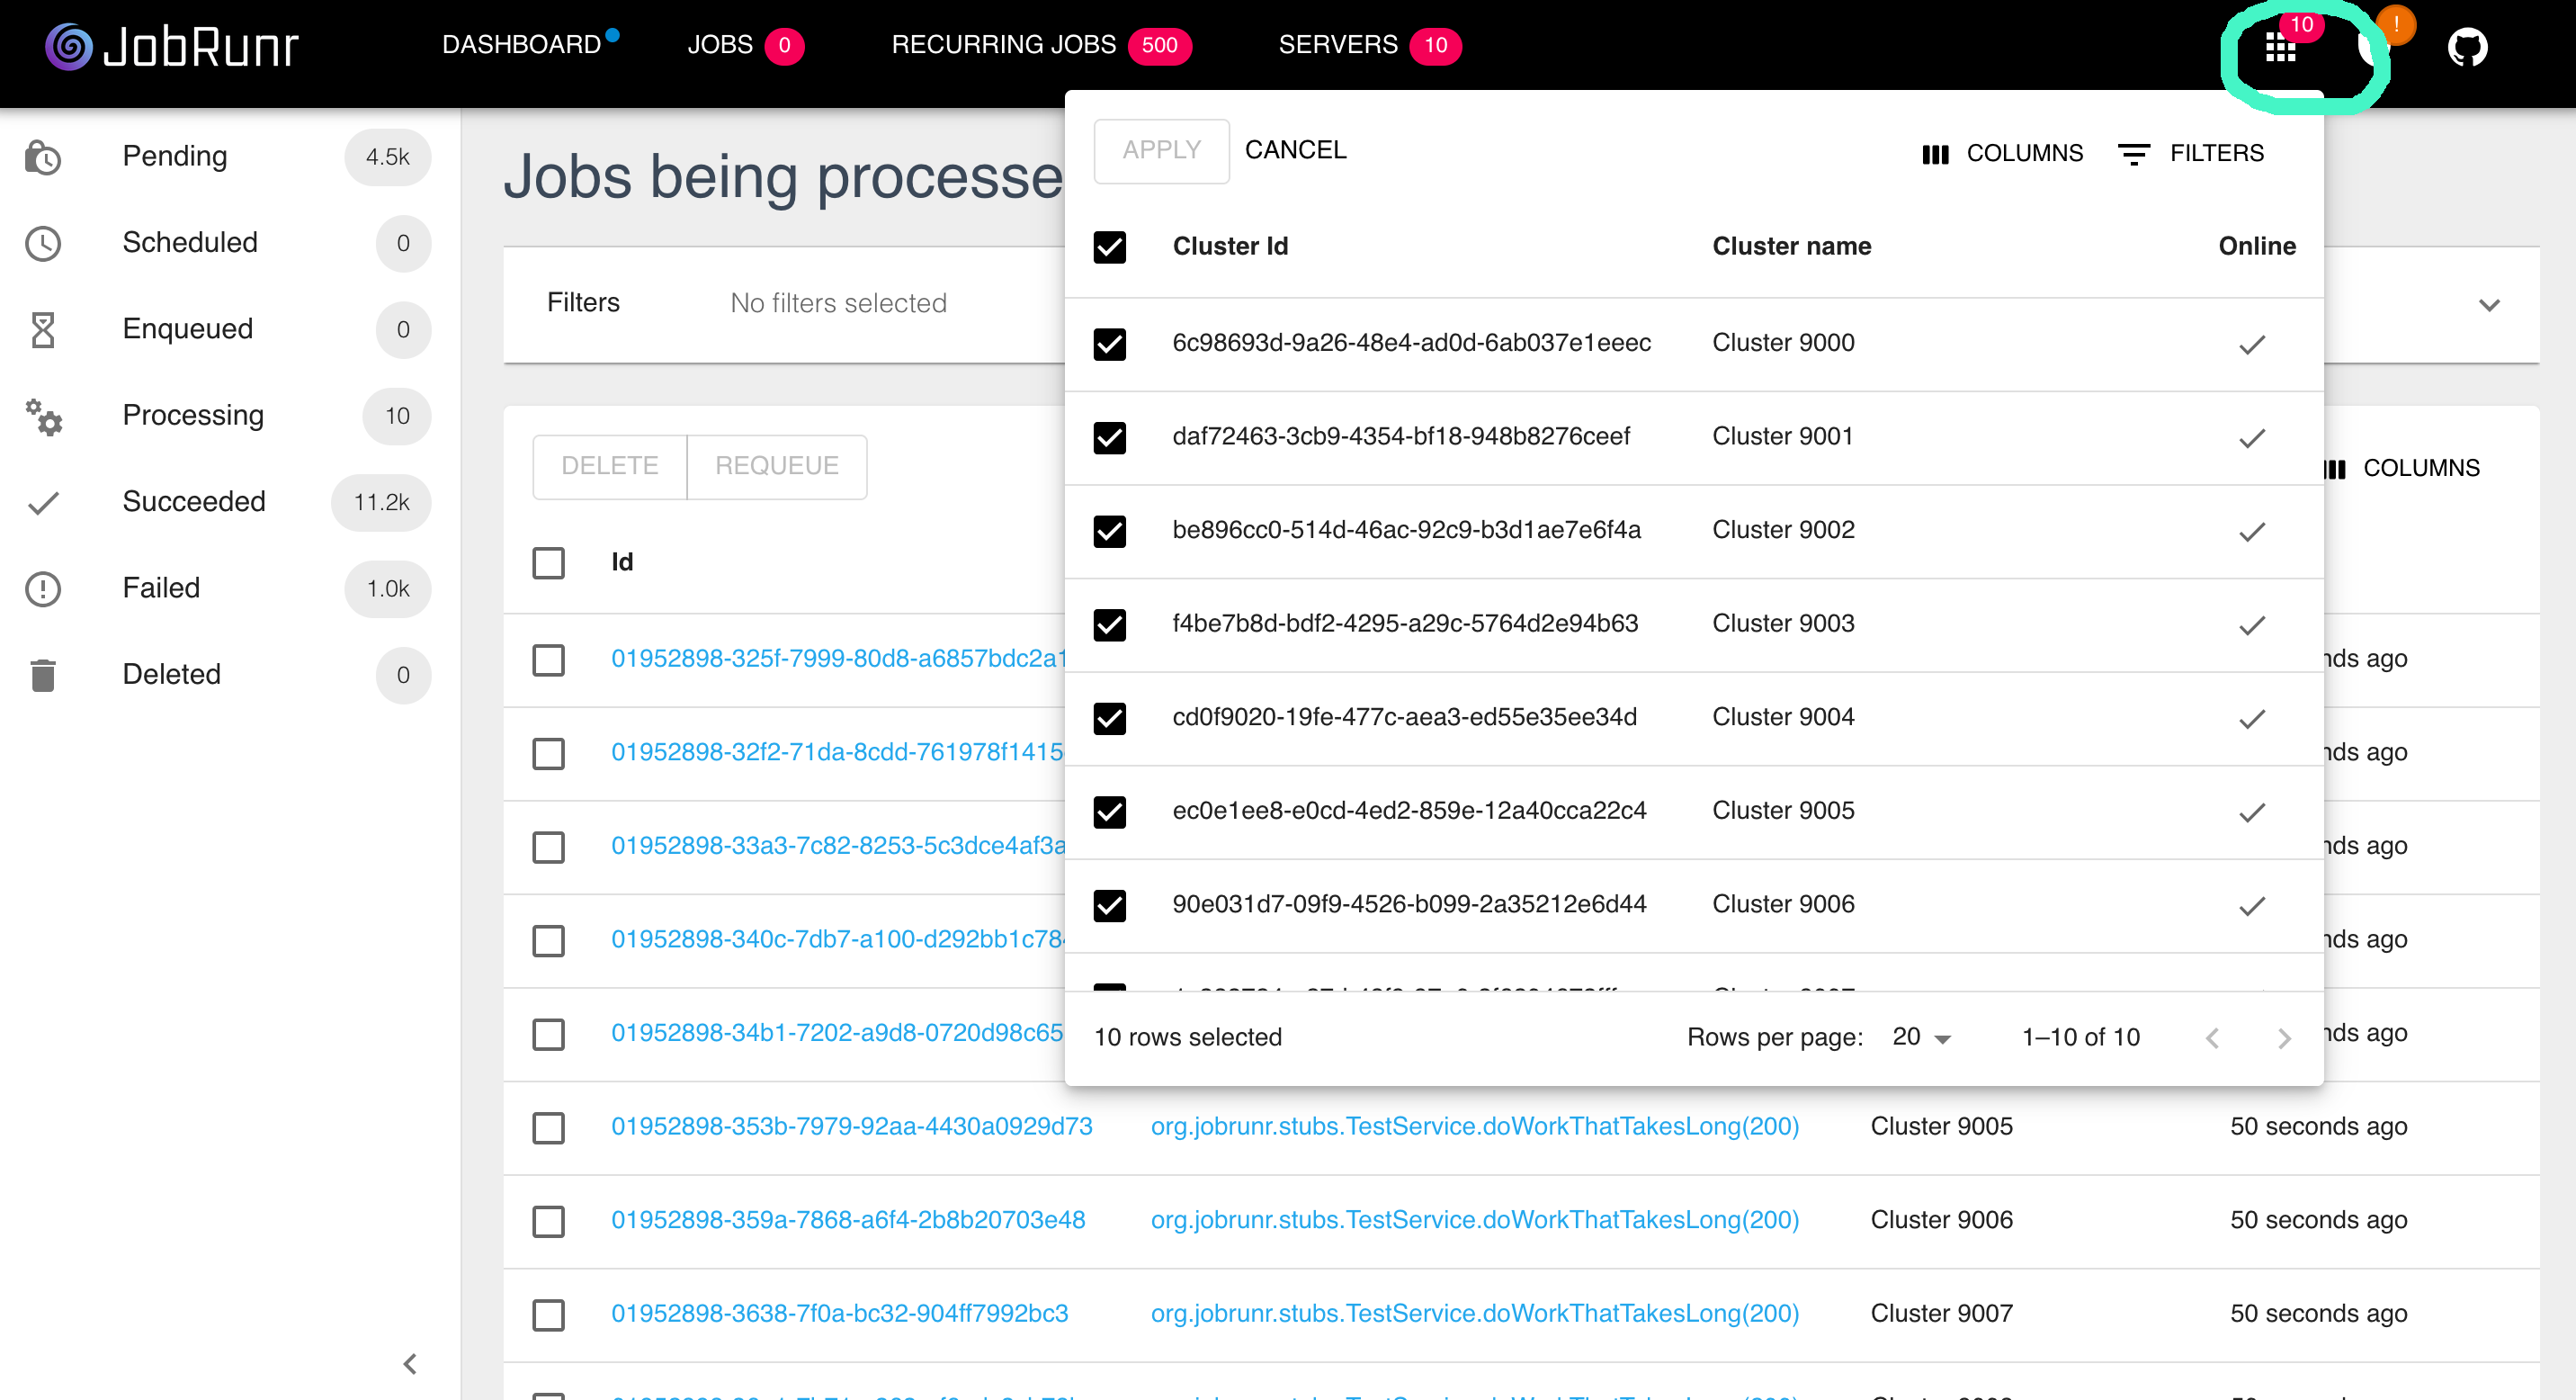 JobRunr
DASHBOARD
JOBS 0
RECURRING JOBS 500
SERVERS 10
10
!
Pending 4.5k
Scheduled 0
Enqueued 0
Processing 10
Succeeded 11.2k
Failed 1.0k
Deleted 0
Jobs being processe
Filters No filters selected
DELETE REQUEUE
COLUMNS
Id
01952898-325f-7999-80d8-a6857bdc2a1
nds ago
01952898-32f2-71da-8cdd-761978f1415
nds ago
01952898-33a3-7c82-8253-5c3dce4af3a
nds ago
01952898-340c-7db7-a100-d292bb1c784
nds ago
01952898-34b1-7202-a9d8-0720d98c65
nds ago
01952898-353b-7979-92aa-4430a0929d73 org.jobrunr.stubs.TestService.doWorkThatTakesLong(200) Cluster 9005 50 seconds ago
01952898-359a-7868-a6f4-2b8b20703e48 org.jobrunr.stubs.TestService.doWorkThatTakesLong(200) Cluster 9006 50 seconds ago
01952898-3638-7f0a-bc32-904ff7992bc3 org.jobrunr.stubs.TestService.doWorkThatTakesLong(200) Cluster 9007 50 seconds ago
APPLY CANCEL COLUMNS FILTERS
Cluster Id Cluster name Online
6c98693d-9a26-48e4-ad0d-6ab037e1eeec Cluster 9000
daf72463-3cb9-4354-bf18-948b8276ceef Cluster 9001
be896cc0-514d-46ac-92c9-b3d1ae7e6f4a Cluster 9002
f4be7b8d-bdf2-4295-a29c-5764d2e94b63 Cluster 9003
cd0f9020-19fe-477c-aea3-ed55e35ee34d Cluster 9004
ec0e1ee8-e0cd-4ed2-859e-12a40cca22c4 Cluster 9005
90e031d7-09f9-4526-b099-2a35212e6d44 Cluster 9006
10 rows selected Rows per page: 20 1–10 of 10